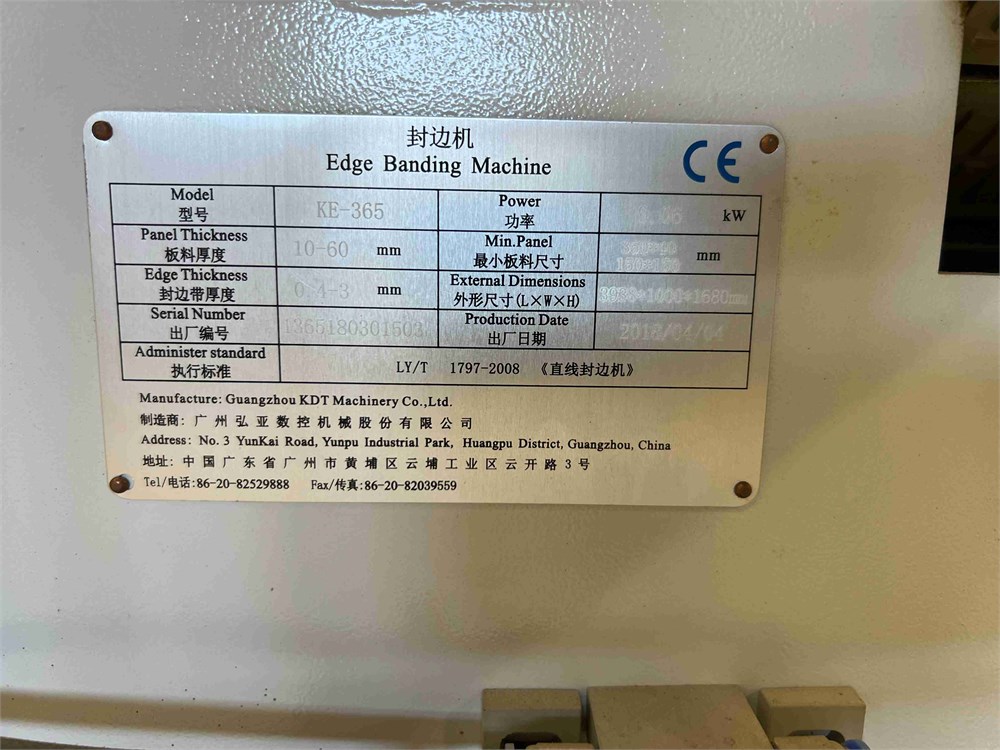 封边机
CE
Edge Banding Machine
Model 型号 KE-365 Power 功率 kW
Panel Thickness 板料厚度 10-60 mm Min.Panel 最小板料尺寸 mm
Edge Thickness 封边带厚度 0.4-3 mm External Dimensions 外形尺寸(L×W×H)
Serial Number 出厂编号 Production Date 出厂日期
Administer standard 执行标准 LY/T 1797-2008 《直线封边机》
Manufacture: Guangzhou KDT Machinery Co.,Ltd.
制造商: 广州弘亚数控机械股份有限公司
Address: No. 3 YunKai Road, Yunpu Industrial Park, Huangpu District, Guangzhou, China
地址: 中国广东省广州市黄埔区云埔工业区云开路3号
Tel/电话:86-20-82529888 Fax/传真:86-20-82039559